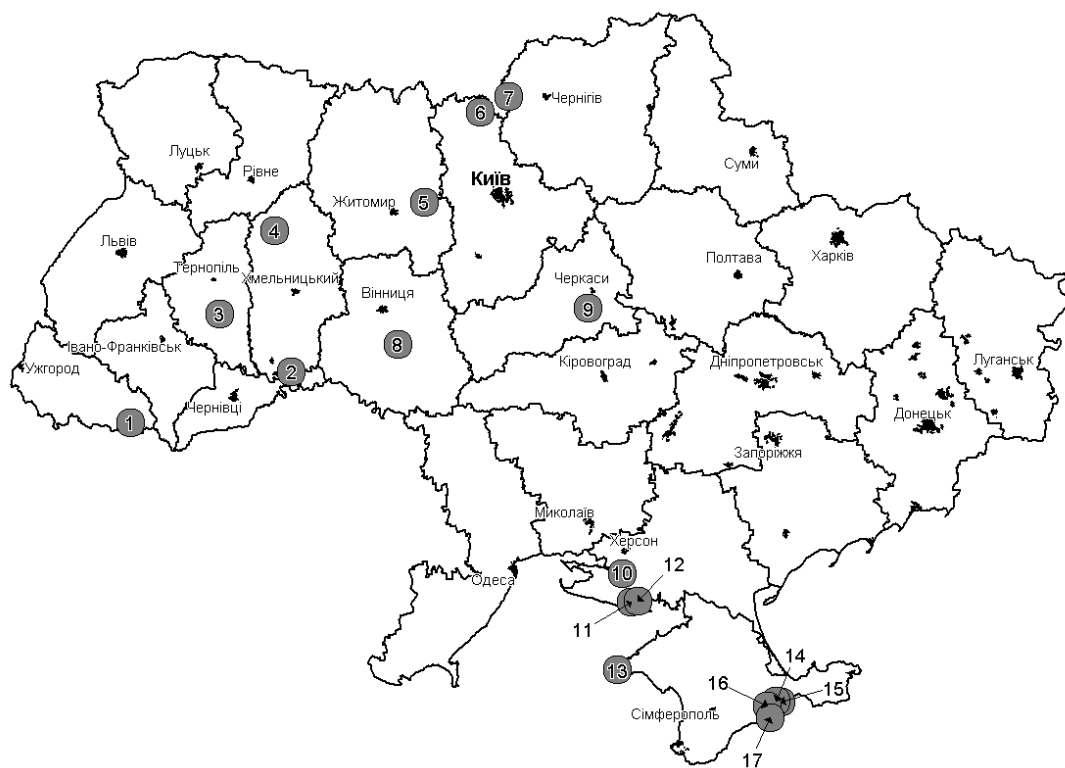 7
Чернігів
6
Суми
Луцьк
Рівне
Київ
5
Житомир
4
Львів
Полтава
Харків
Тернопіль
Хмельницький
Черкаси
Вінниця
9
3
8
Івано-Франківськ
Кіровоград
Дніпропетровськ
Луганськ
Ужгород
2
Чернівці
1
Донецьк
Запоріжжя
Миколаїв
Херсон
12
10
Одеса
11
14
13
16
15
Сімферополь
17